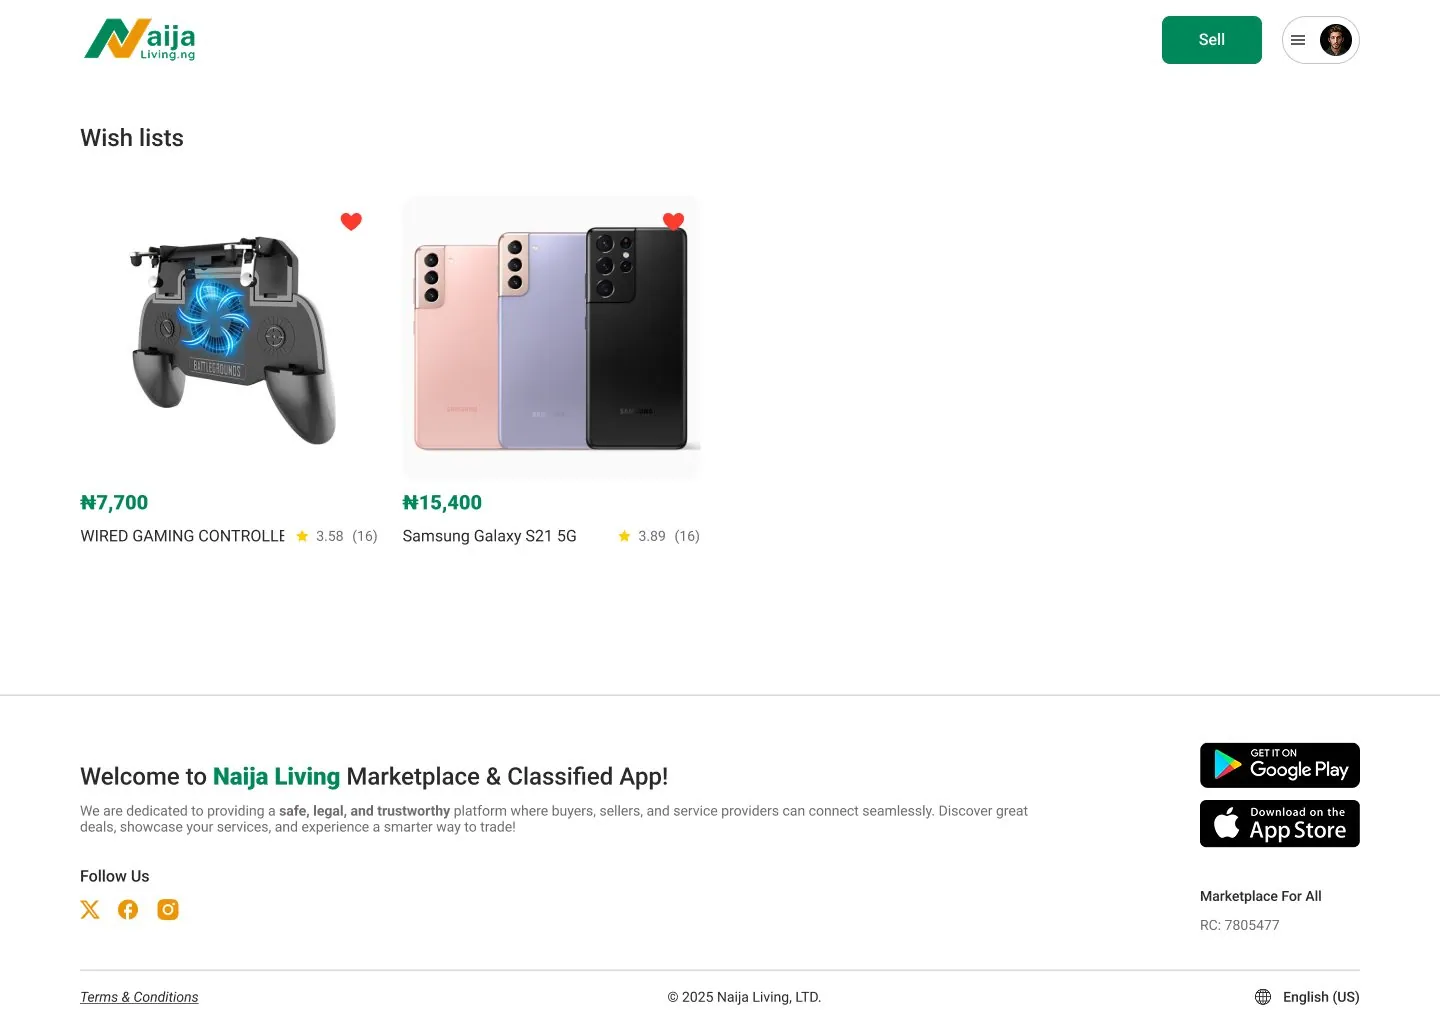 Naija
Living.ng
Sell
Wish lists
BATTLEGROUNDS
SAMSUNG
SAMSUNG
SAMSUNG
₦7,700
₦15,400
WIRED GAMING CONTROLLE
3.58 (16)
Samsung Galaxy S21 5G
3.89 (16)
Welcome to Naija Living Marketplace & Classified App!
We are dedicated to providing a safe, legal, and trustworthy platform where buyers, sellers, and service providers can connect seamlessly. Discover great
deals, showcase your services, and experience a smarter way to trade!
Follow Us
GET IT ON
Google Play
Download on the
App Store
Marketplace For All
RC: 7805477
Terms & Conditions
© 2025 Naija Living, LTD.
English (US)